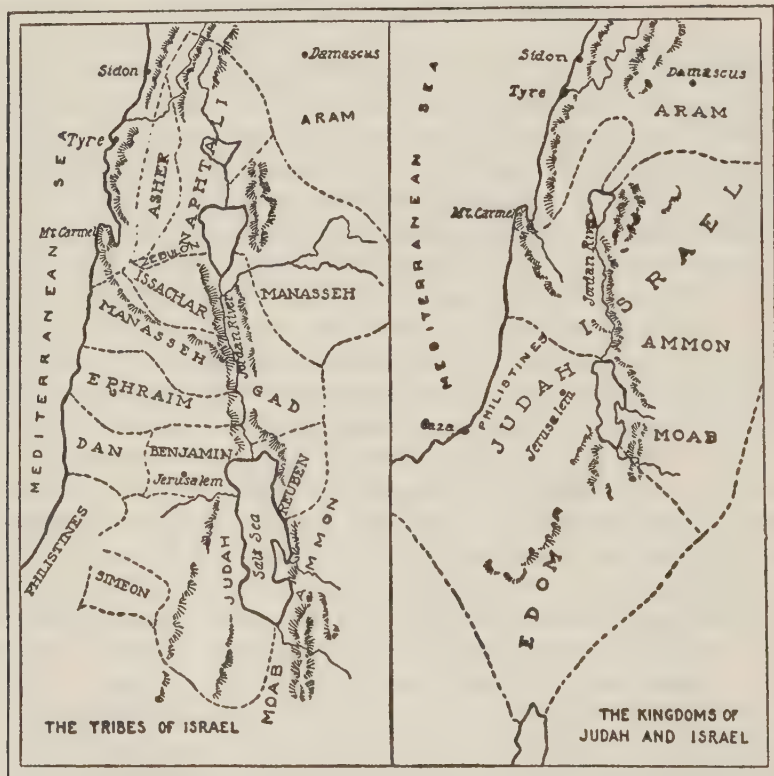 Sidon
Damascus
Tyre
ARAM
MEDITERRANEAN SEA
ASHER
NAPHTALI
Mt. Carmel
ZEBULON
ISSACHAR
MANASSEH
MANASSEH
Jordan River
EPHRAIM
GAD
DAN
BENJAMIN
Jerusalem
REUBEN
PHILISTINES
SIMEON
JUDAH
Salt Sea
AMMON
MOAB
THE TRIBES OF ISRAEL
Sidon
Damascus
Tyre
ARAM
MEDITERRANEAN SEA
Mt. Carmel
Jordan River
ISRAEL
AMMON
PHILISTINES
JUDAH
Jerusalem
Gaza
MOAB
EDOM
THE KINGDOMS OF
JUDAH AND ISRAEL